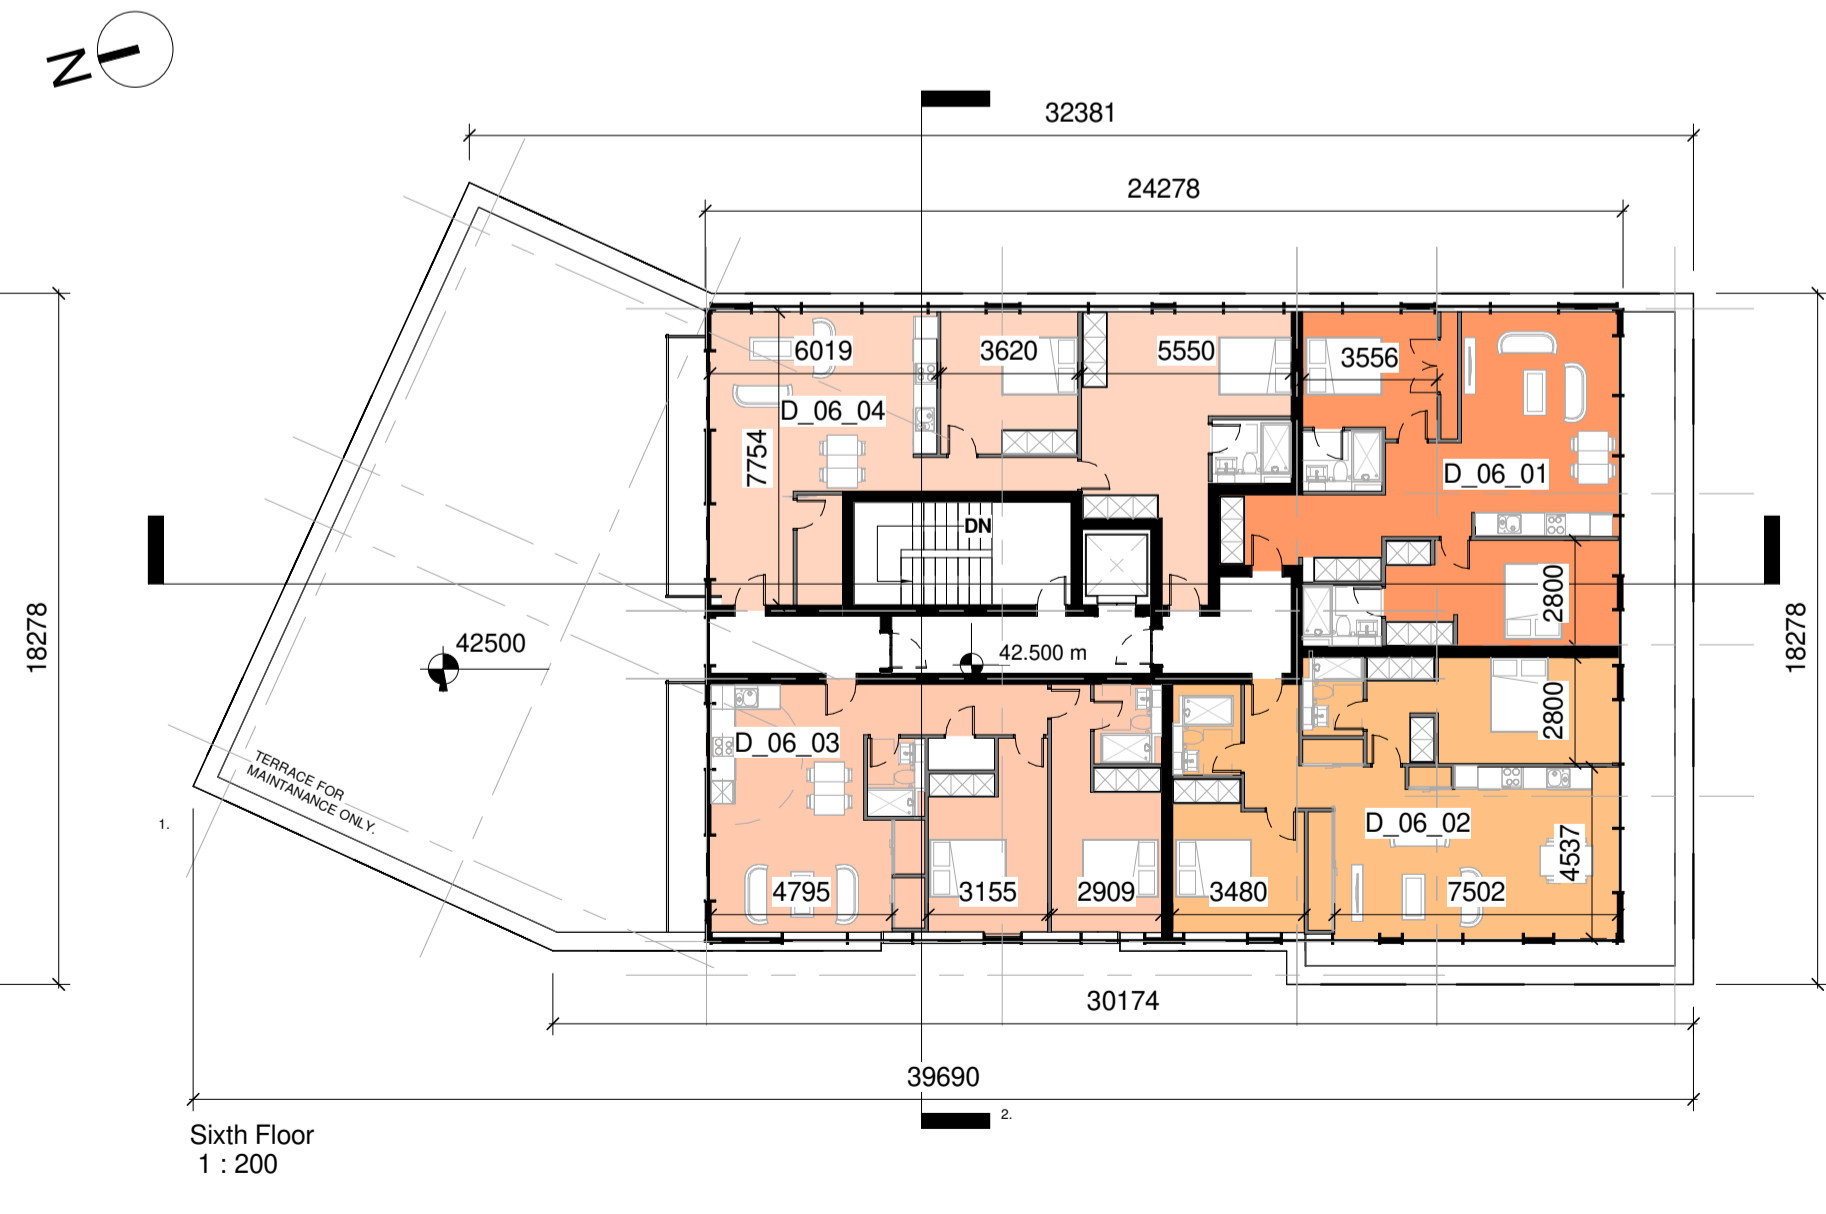 N
32381
24278
6019
3620
5550
3556
D_06_04
7754
D_06_01
DN
2800
18278
42500
42.500 m
18278
2800
D_06_03
TERRACE FOR
MAINTANANCE ONLY.
1.
D_06_02
4537
4795
3155
2909
3480
7502
30174
39690
2.
Sixth Floor
1 : 200